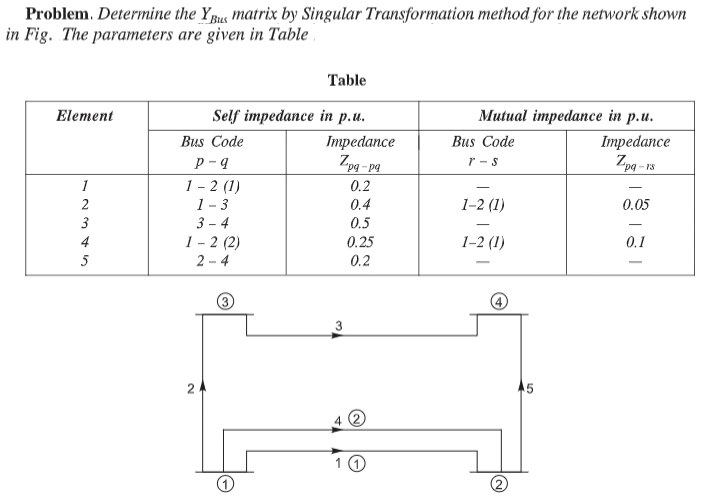 Problem. Determine the Y_Bus matrix by Singular Transformation method for the network shown
in Fig. The parameters are given in Table .
Table
Element Self impedance in p.u. Mutual impedance in p.u.
Bus Code Impedance Bus Code Impedance
p – q Z_pq – pq r – s Z_pq – rs
1 1 – 2 (1) 0.2 — —
2 1 – 3 0.4 1–2 (1) 0.05
3 3 – 4 0.5 — —
4 1 – 2 (2) 0.25 1–2 (1) 0.1
5 2 – 4 0.2 — —
③ ④
3
2 5
4 ②
1 ①
① ②